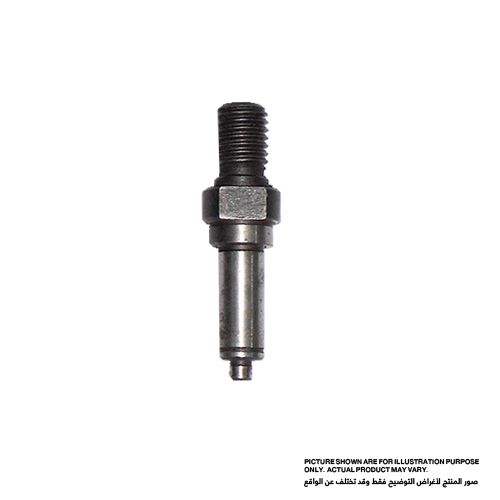 PICTURE SHOWN ARE FOR ILLUSTRATION PURPOSE
ONLY. ACTUAL PRODUCT MAY VARY.
صور المنتج لأغراض التوضيح فقط وقد تختلف عن الواقع